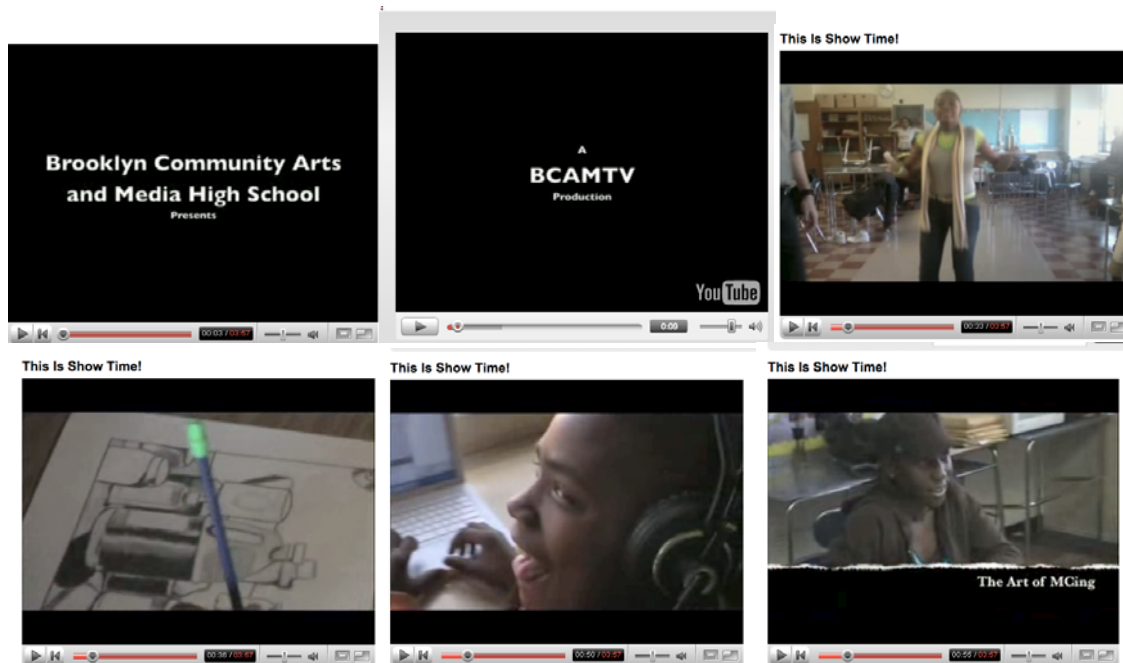 Brooklyn Community Arts
and Media High School
Presents
00:03 / 03:57
A
BCAMTV
Production
YouTube
0:09
This Is Show Time!
00:33 / 03:57
This Is Show Time!
00:38 / 03:57
This Is Show Time!
00:50 / 03:57
This Is Show Time!
The Art of MCing
00:55 / 03:57